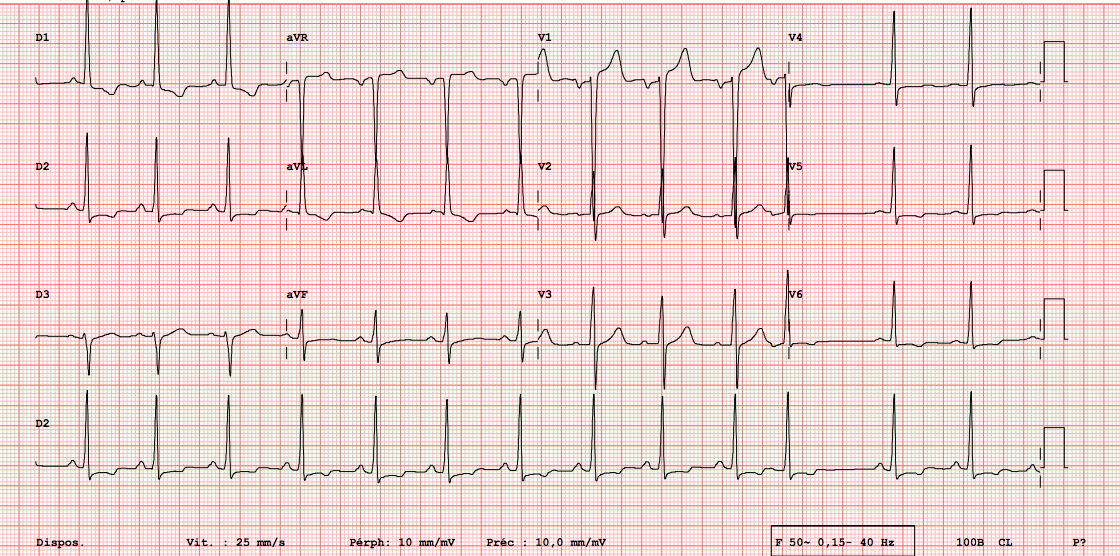 D1 aVR V1 V4
D2 aVL V2 V5
D3 aVF V3 V6
D2
Dispos. Vit. : 25 mm/s Périph: 10 mm/mV Préc : 10,0 mm/mV F 50~ 0,15- 40 Hz 100B CL P?